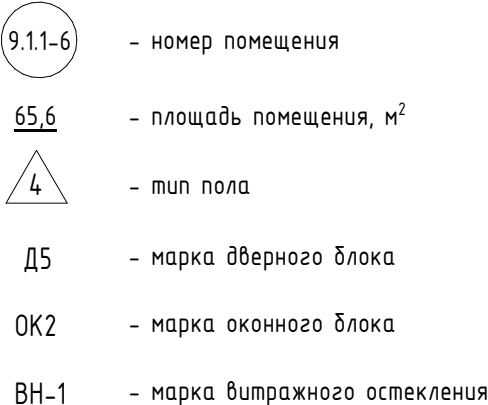 9.1.1-6 - номер помещения
65,6 - площадь помещения, м²
4 - тип пола
Д5 - марка дверного блока
ОК2 - марка оконного блока
ВН-1 - марка витражного остекления